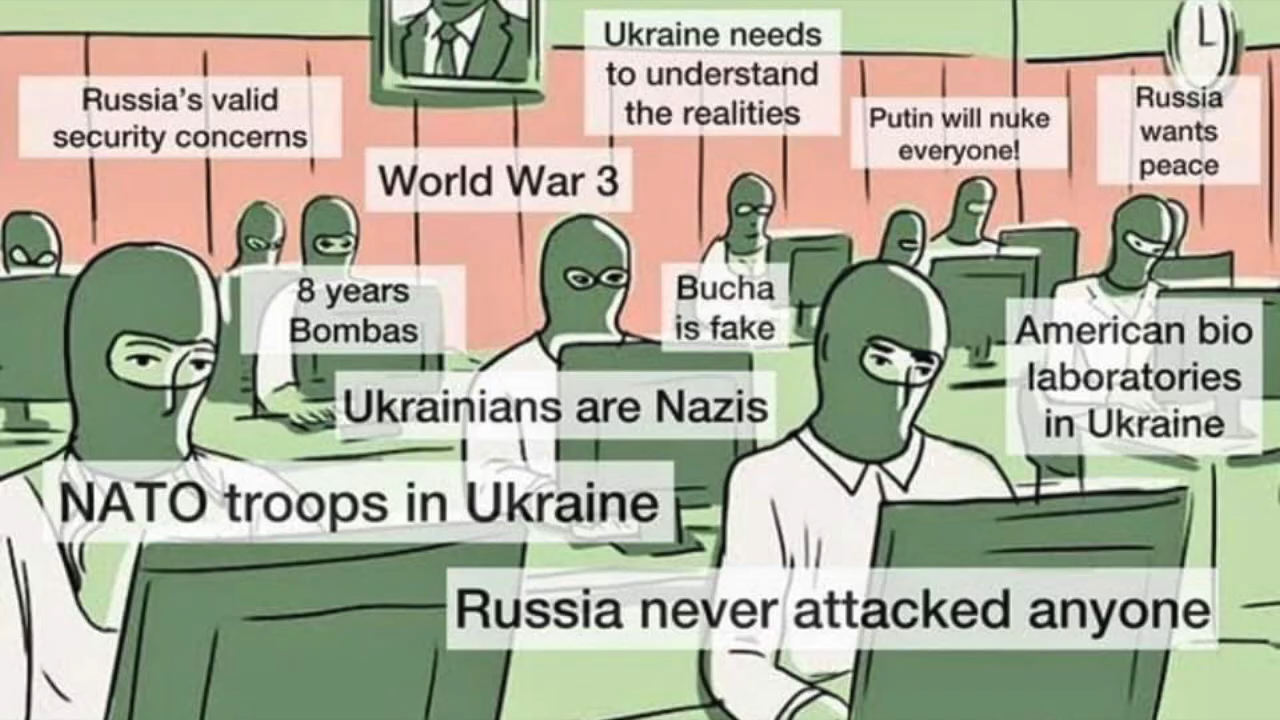 Ukraine needs
to understand
the realities
Russia's valid
security concerns
Putin will nuke
everyone!
Russia
wants
peace
World War 3
8 years
Bombas
Bucha
is fake
American bio
laboratories
in Ukraine
Ukrainians are Nazis
NATO troops in Ukraine
Russia never attacked anyone